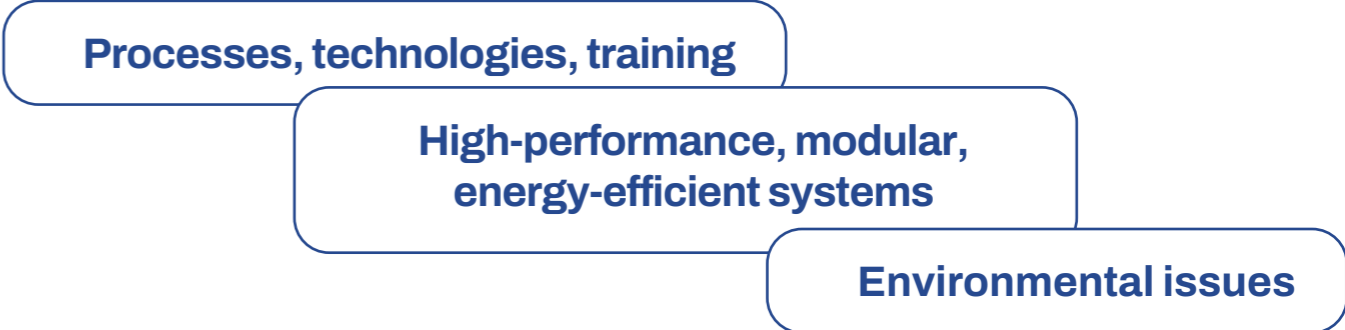 Processes, technologies, training
High-performance, modular,
energy-efficient systems
Environmental issues